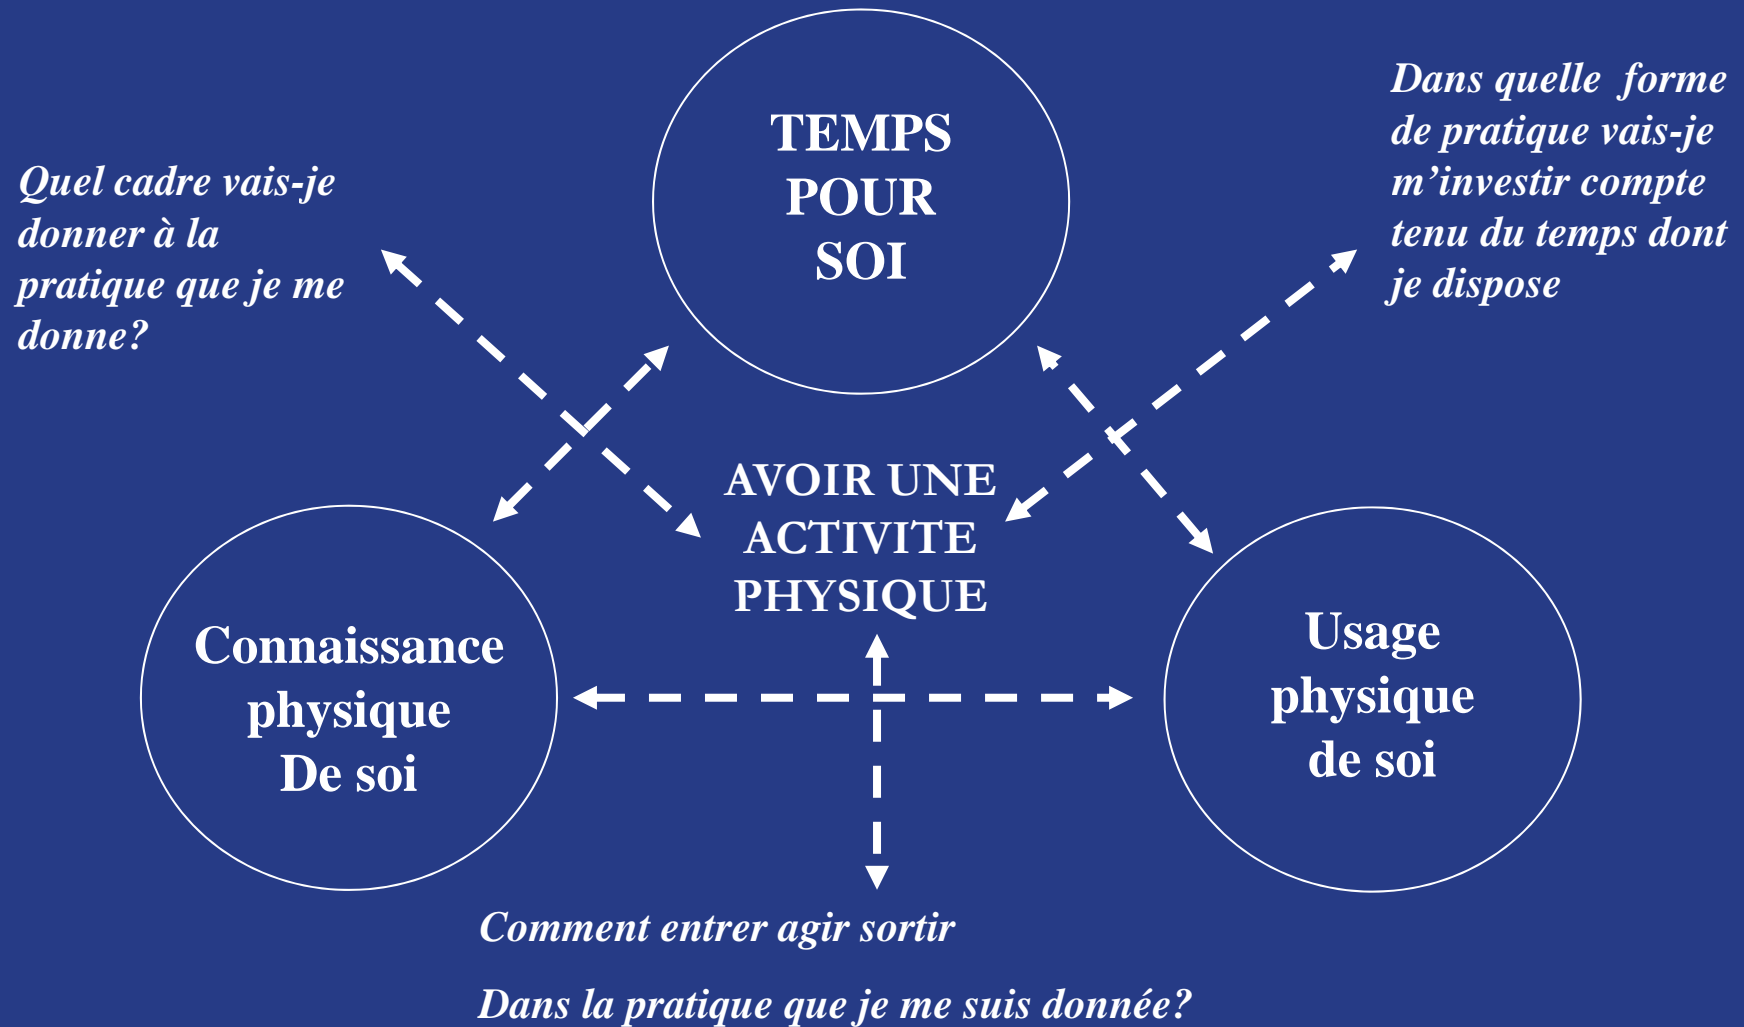 TEMPS
POUR
SOI
Quel cadre vais-je
donner à la
pratique que je me
donne?
Dans quelle forme
de pratique vais-je
m’investir compte
tenu du temps dont
je dispose
AVOIR UNE
ACTIVITE
PHYSIQUE
Connaissance
physique
De soi
Usage
physique
de soi
Comment entrer agir sortir
Dans la pratique que je me suis donnée?